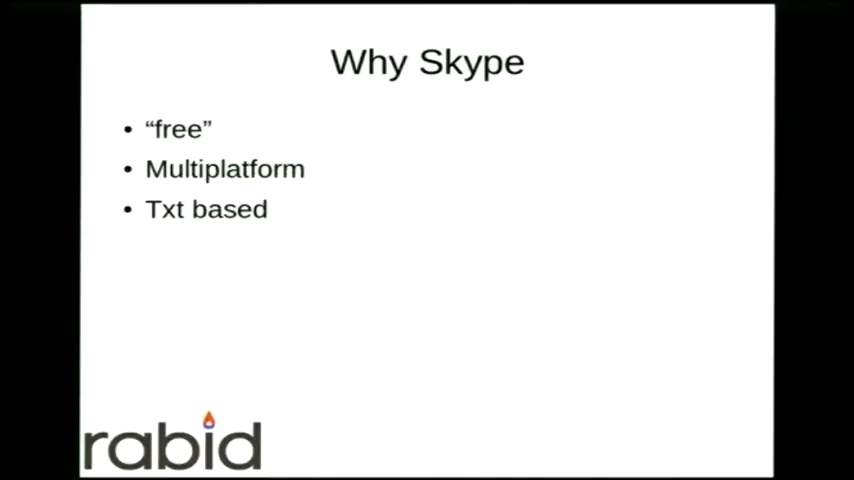 Why Skype
• “free”
• Multiplatform
• Txt based
rabid